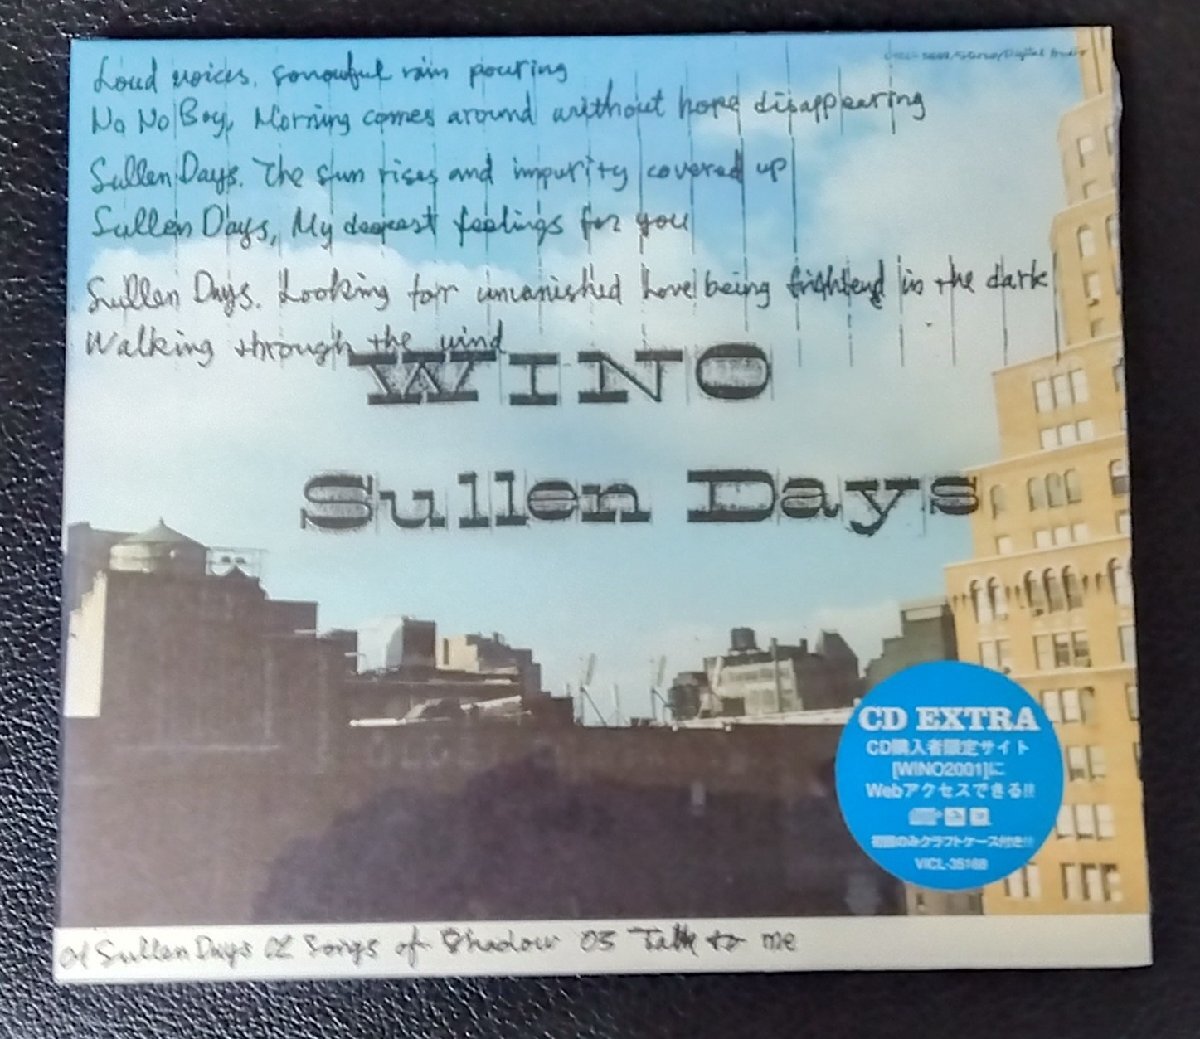 Loud voices. sorrowful rain pouring
No No Boy, Morning comes around without hope disappearing
Sullen Days. The sun rises and impurity covered up
Sullen Days, My deepest feelings for you
Sullen Days. Looking for unvanished Love being frightend in the dark
Walking through the wind
WINO
Sullen Days
CD EXTRA
CD購入者限定サイト
[WINO2001]に
Webアクセスできる!!
初回のみクラフトケース付き!!
VICL-35168
01 Sullen Days 02 Songs of Shadow 03 Talk to me